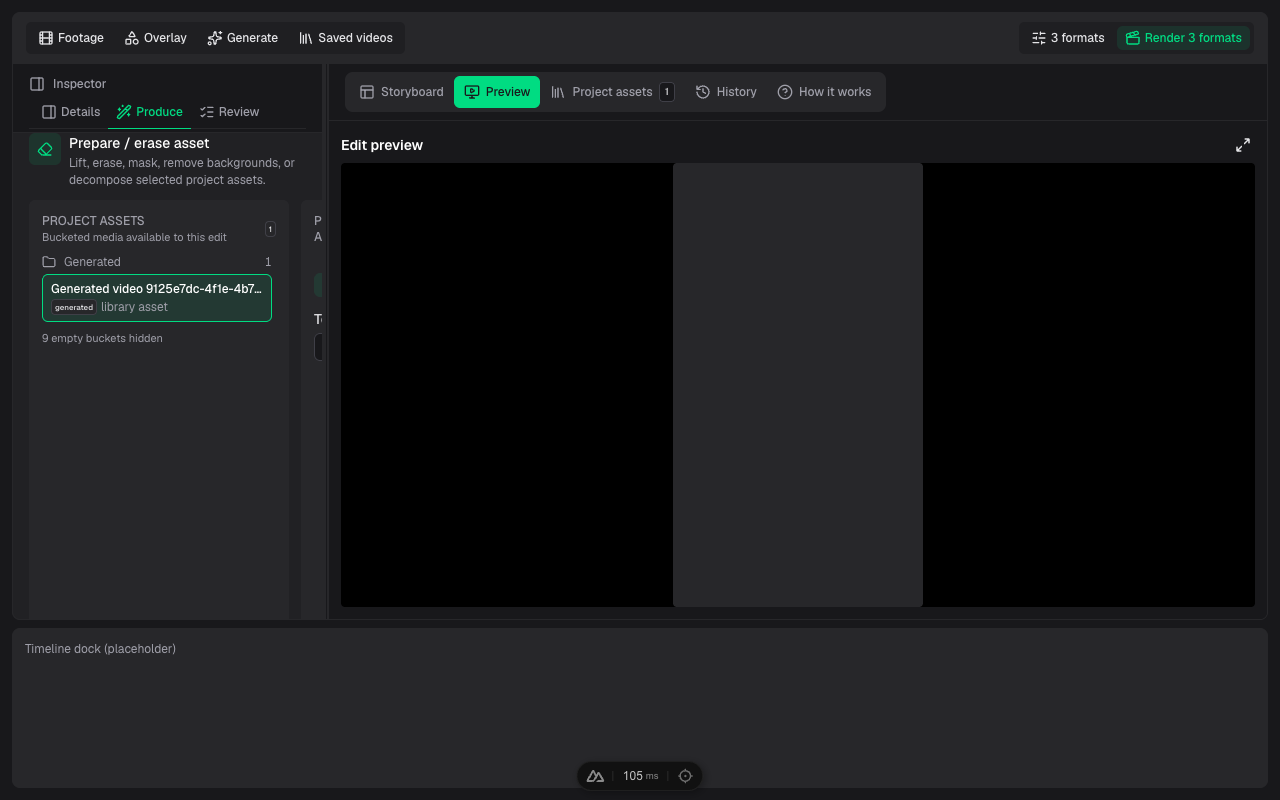 Footage Overlay Generate Saved videos 3 formats Render 3 formats
Inspector
Details Produce Review
Storyboard Preview Project assets 1 History How it works
Prepare / erase asset
Lift, erase, mask, remove backgrounds, or
decompose selected project assets.
PROJECT ASSETS
Bucketed media available to this edit
1
Generated 1
Generated video 9125e7dc-4f1e-4b7...
generated library asset
9 empty buckets hidden
P
A
Edit preview
Timeline dock (placeholder)
105 ms